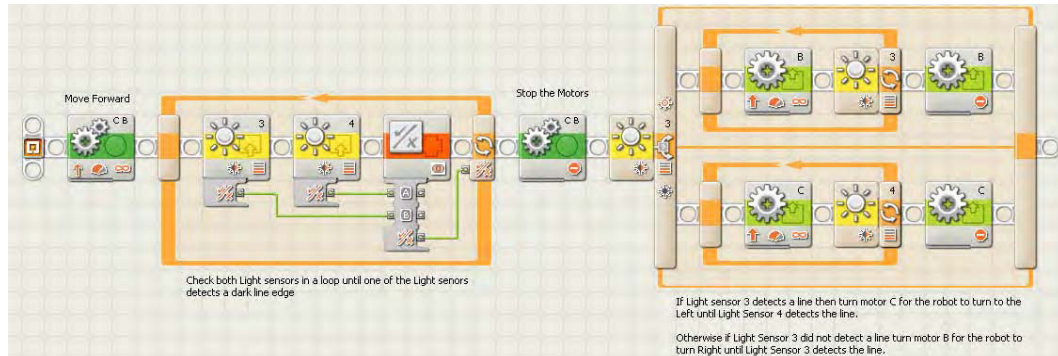 Move Forward
C B
3
4
A
B
Stop the Motors
C B
3
B
3
B
C
4
C
Check both Light sensors in a loop until one of the Light senors
detects a dark line edge
If Light sensor 3 detects a line then turn motor C for the robot to turn to the
Left until Light Sensor 4 detects the line.
Otherwise if Light Sensor 3 did not detect a line turn motor B for the robot to
turn Right until Light Sensor 3 detects the line.